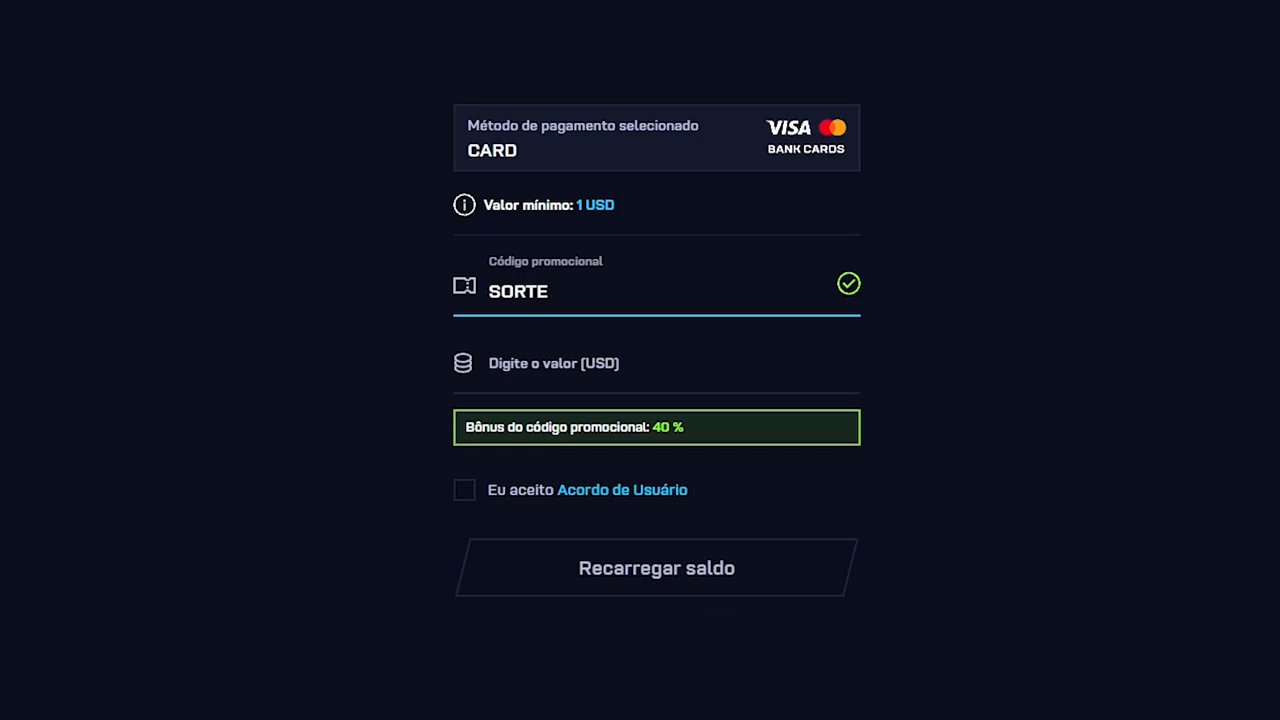 Método de pagamento selecionado
CARD
VISA
BANK CARDS
Valor mínimo: 1 USD
Código promocional
SORTE
Digite o valor (USD)
Bônus do código promocional: 40 %
Eu aceito Acordo de Usuário
Recarregar saldo